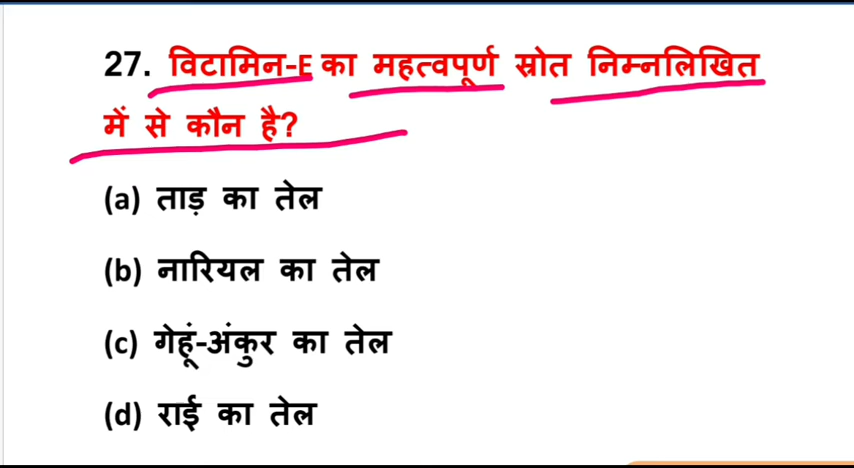 27. विटामिन-E का महत्वपूर्ण स्रोत निम्नलिखित
में से कौन है?
(a) ताड़ का तेल
(b) नारियल का तेल
(c) गेहूं-अंकुर का तेल
(d) राई का तेल